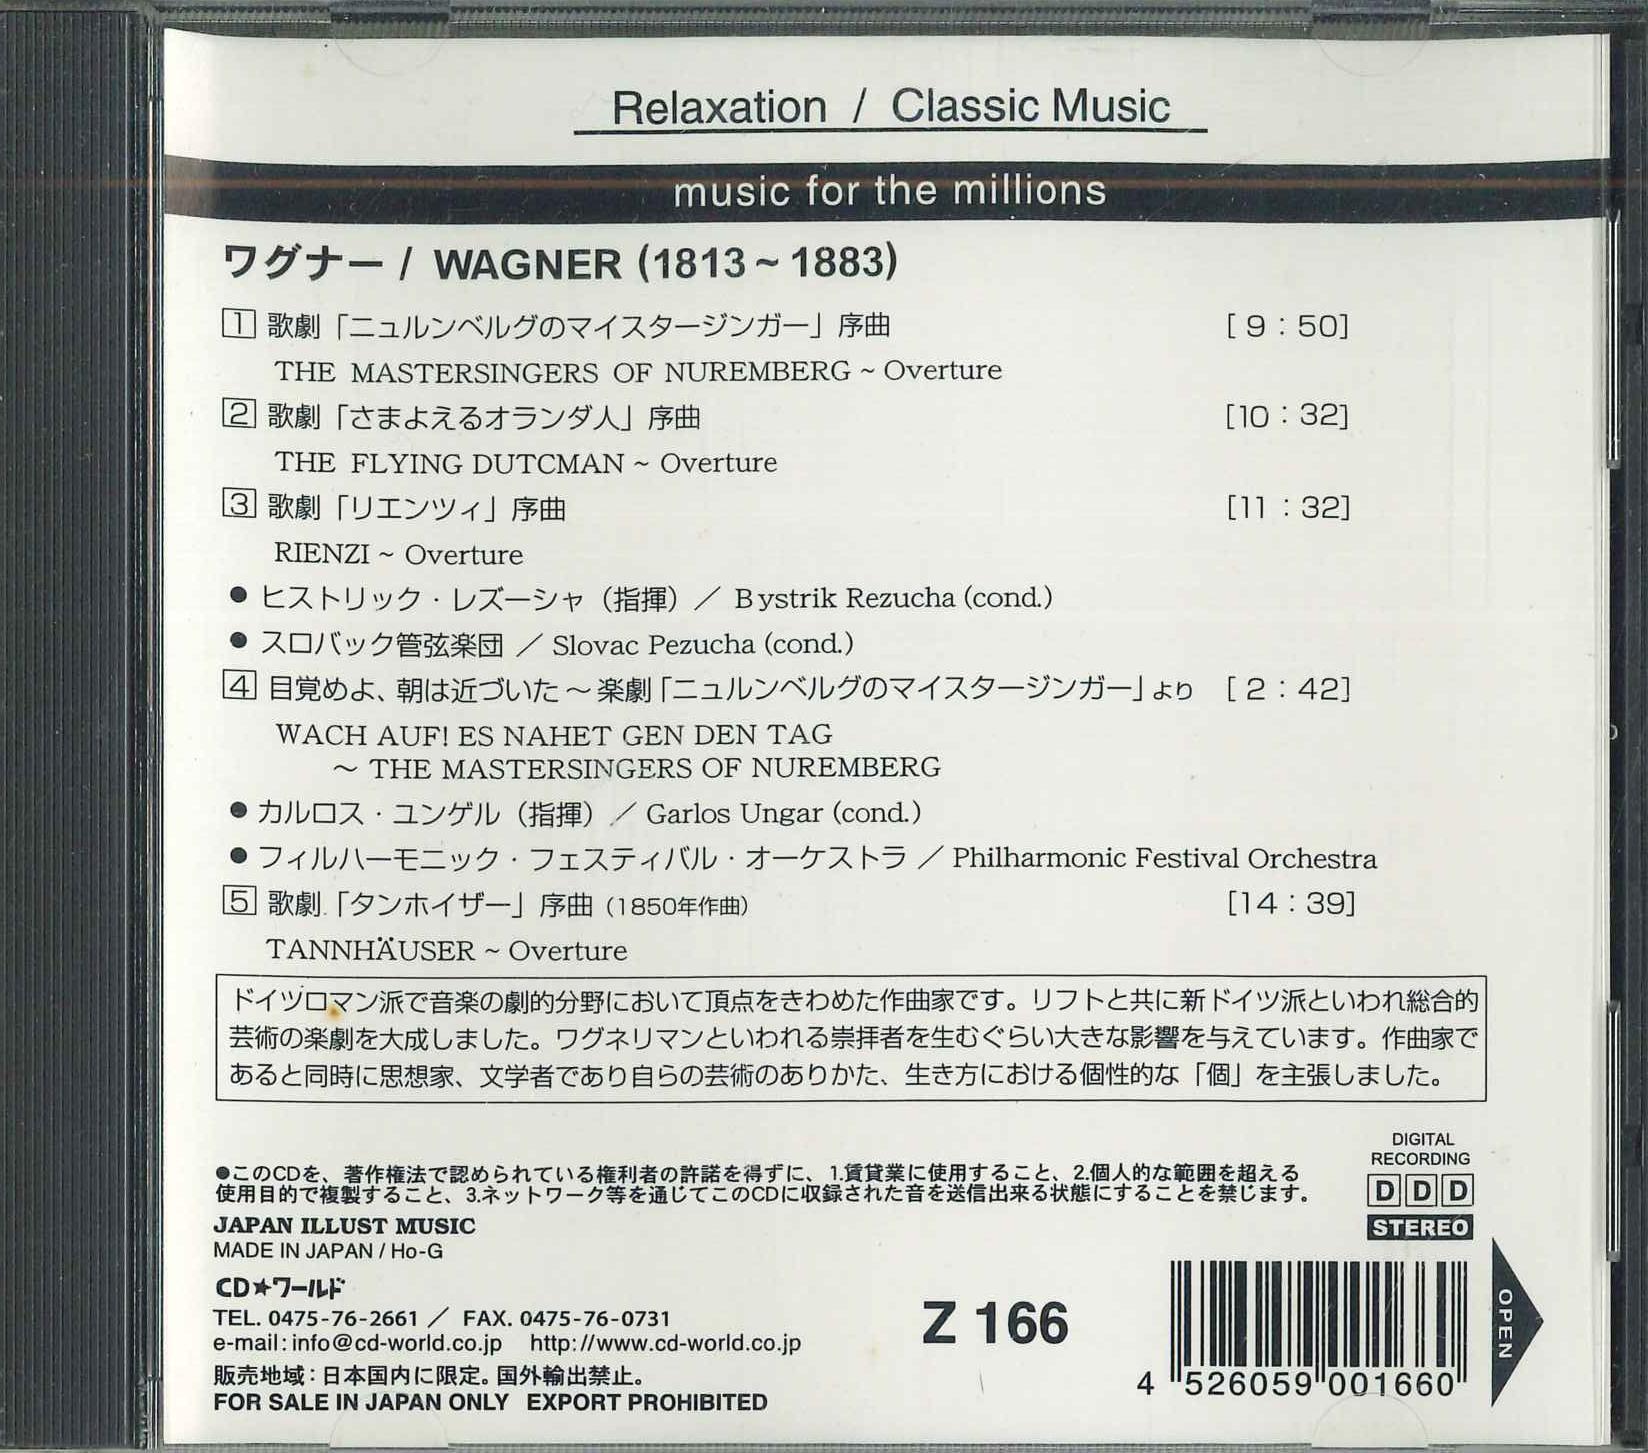 Relaxation / Classic Music
music for the millions
ワグナー / WAGNER (1813~1883)
1 歌劇「ニュルンベルグのマイスタージンガー」序曲 [ 9 : 50]
THE MASTERSINGERS OF NUREMBERG ~ Overture
2 歌劇「さまよえるオランダ人」序曲 [10 : 32]
THE FLYING DUTCMAN ~ Overture
3 歌劇「リエンツィ」序曲 [11 : 32]
RIENZI ~ Overture
● ヒストリック・レズーシャ（指揮）／ Bystrik Rezucha (cond.)
● スロバック管弦楽団 ／ Slovac Pezucha (cond.)
4 目覚めよ、朝は近づいた～楽劇「ニュルンベルグのマイスタージンガー」より [ 2 : 42]
WACH AUF! ES NAHET GEN DEN TAG
～ THE MASTERSINGERS OF NUREMBERG
● カルロス・ユンゲル（指揮）／ Garlos Ungar (cond.)
● フィルハーモニック・フェスティバル・オーケストラ ／ Philharmonic Festival Orchestra
5 歌劇「タンホイザー」序曲（1850年作曲） [14 : 39]
TANNHÄUSER ~ Overture
ドイツロマン派で音楽の劇的分野において頂点をきわめた作曲家です。リフトと共に新ドイツ派といわれ総合的
芸術の楽劇を大成しました。ワグネリマンといわれる崇拝者を生むぐらい大きな影響を与えています。作曲家で
あると同時に思想家、文学者であり自らの芸術のありかた、生き方における個性的な「個」を主張しました。
DIGITAL
RECORDING
DDD
STEREO
●このCDを、著作権法で認められている権利者の許諾を得ずに、1.賃貸業に使用すること、2.個人的な範囲を超える
使用目的で複製すること、3.ネットワーク等を通じてこのCDに収録された音を送信出来る状態にすることを禁じます。
JAPAN ILLUST MUSIC
MADE IN JAPAN / Ho-G
CD★ワールド
TEL. 0475-76-2661 ／ FAX. 0475-76-0731
e-mail:info@cd-world.co.jp http://www.cd-world.co.jp
販売地域：日本国内に限定。国外輸出禁止。
FOR SALE IN JAPAN ONLY EXPORT PROHIBITED
Z 166
4 526059 001660
OPEN